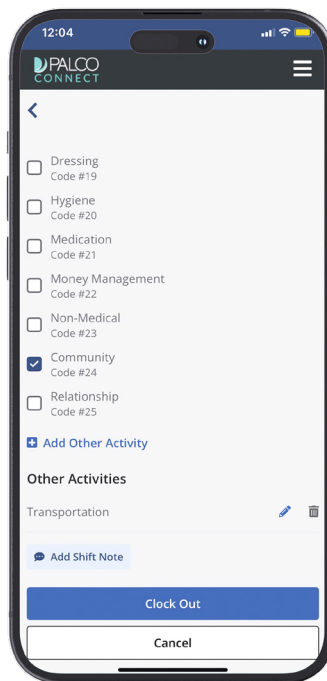 12:04
PALCO
CONNECT
Dressing
Code #19
Hygiene
Code #20
Medication
Code #21
Money Management
Code #22
Non-Medical
Code #23
Community
Code #24
Relationship
Code #25
Add Other Activity
Other Activities
Transportation
Add Shift Note
Clock Out
Cancel